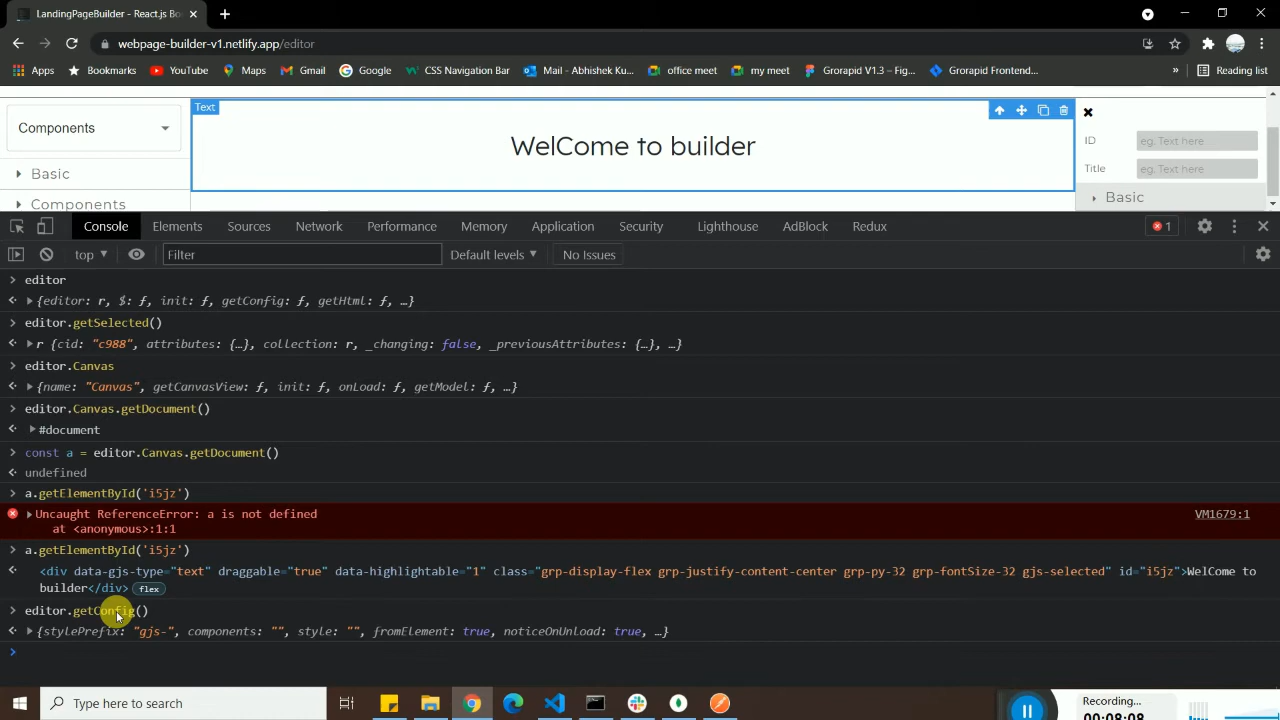 LandingPageBuilder - React.js Bo
webpage-builder-v1.netlify.app/editor
Apps Bookmarks YouTube Maps Gmail Google CSS Navigation Bar Mail - Abhishek Ku... office meet my meet Grorapid V1.3 – Fig... Grorapid Frontend... » Reading list
Components
Text
WelCome to builder
ID eg. Text here
Title eg. Text here
Basic
Basic
Components
Console Elements Sources Network Performance Memory Application Security Lighthouse AdBlock Redux 1
top Filter Default levels No Issues
editor
{editor: r, $: ƒ, init: ƒ, getConfig: ƒ, getHtml: ƒ, …}
editor.getSelected()
r {cid: "c988", attributes: {…}, collection: r, _changing: false, _previousAttributes: {…}, …}
editor.Canvas
{name: "Canvas", getCanvasView: ƒ, init: ƒ, onLoad: ƒ, getModel: ƒ, …}
editor.Canvas.getDocument()
#document
const a = editor.Canvas.getDocument()
undefined
a.getElementById('i5jz')
Uncaught ReferenceError: a is not defined VM1679:1
at <anonymous>:1:1
a.getElementById('i5jz')
<div data-gjs-type="text" draggable="true" data-highlightable="1" class="grp-display-flex grp-justify-content-center grp-py-32 grp-fontSize-32 gjs-selected" id="i5jz">WelCome to
builder</div> flex
editor.getConfig()
{stylePrefix: "gjs-", components: "", style: "", fromElement: true, noticeOnUnload: true, …}
Type here to search
Recording...
00:08:08